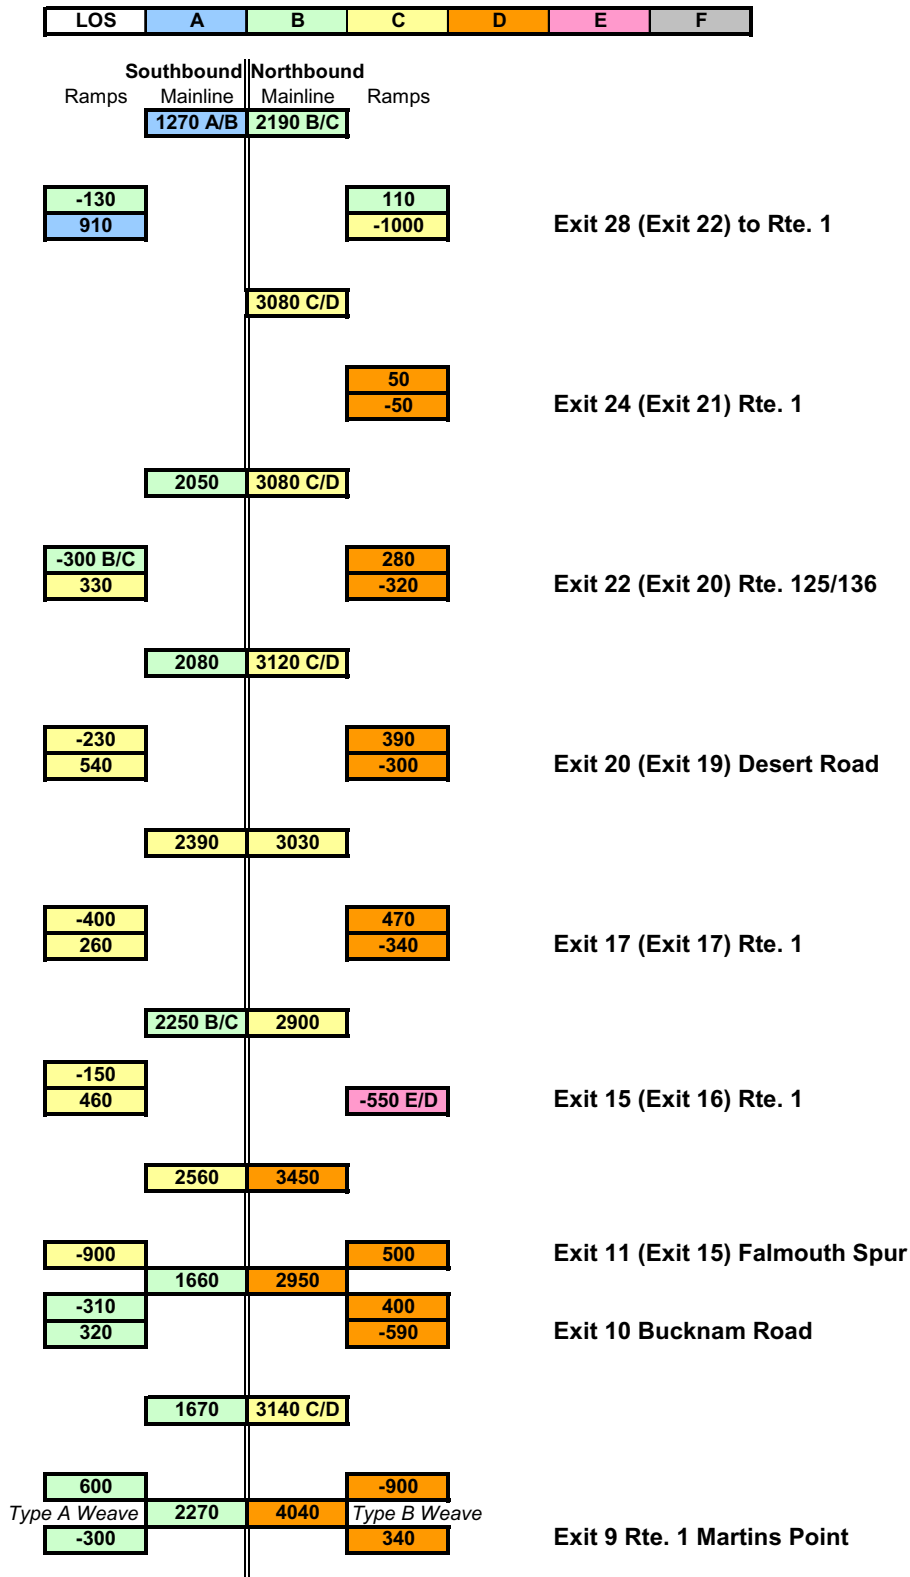 LOS A B C D E F
Southbound Northbound
Ramps Mainline Mainline Ramps
1270 A/B 2190 B/C
-130 110
910 -1000 Exit 28 (Exit 22) to Rte. 1
3080 C/D
50
-50 Exit 24 (Exit 21) Rte. 1
2050 3080 C/D
-300 B/C 280
330 -320 Exit 22 (Exit 20) Rte. 125/136
2080 3120 C/D
-230 390
540 -300 Exit 20 (Exit 19) Desert Road
2390 3030
-400 470
260 -340 Exit 17 (Exit 17) Rte. 1
2250 B/C 2900
-150
460 -550 E/D Exit 15 (Exit 16) Rte. 1
2560 3450
-900 500 Exit 11 (Exit 15) Falmouth Spur
1660 2950
-310 400
320 -590 Exit 10 Bucknam Road
1670 3140 C/D
600 -900
Type A Weave 2270 4040 Type B Weave
-300 340 Exit 9 Rte. 1 Martins Point